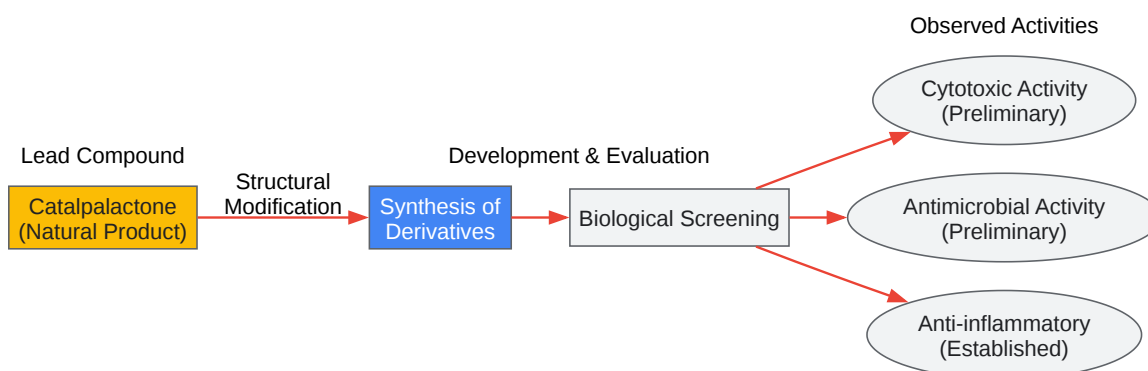 Observed Activities
Cytotoxic Activity
(Preliminary)
Lead Compound
Development & Evaluation
Structural
Modification
Catalpalactone
(Natural Product)
Synthesis of
Derivatives
Biological Screening
Antimicrobial Activity
(Preliminary)
Anti-inflammatory
(Established)